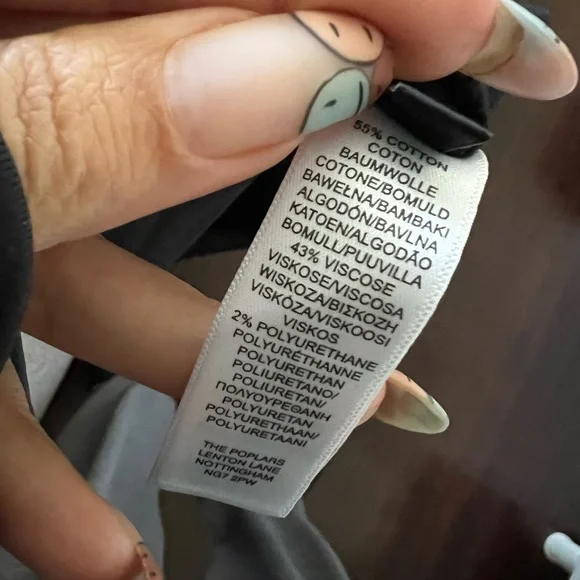 55% COTTON
COTON
BAUMWOLLE
COTONE/BOMULD
BAWEŁNA/BAMBAKI
ALGODÓN/BAVLNA
KATOEN/ALGODÃO
BOMULL/PUUVILLA
43% VISCOSE
VISKOSE/VISCOSA
WISKOZA/ΒΙΣΚΟΖΗ
VISKÓZA/VISKOOSI
VISKOS
2% POLYURETHANE
POLYURÉTHANNE
POLYURETHAN
POLIURETANO/
POLIURETAN/
ΠΟΛΥΟΥΡΕΘΑΝΗ
POLYURETAN
POLYURETHAAN/
POLYURETAANI
THE POPLARS
LENTON LANE
NOTTINGHAM
NG7 2PW